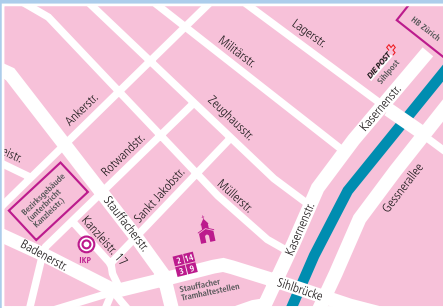 HB Zürich
Lagerstr.
Militärstr.
DIE POST
Sihlpost
Kasernenstr.
Ankerstr.
Zeughausstr.
Rotwandstr.
eistr.
Gessnerallee
Bezirksgebäude
(unterbricht
Kanzleistr.)
Sankt Jakobstr.
Müllerstr.
Stauffacherstr.
Kanzleistr. 17
Kasernenstr.
Badenerstr.
IKP
2 14
3 9
Stauffacher
Tramhaltestellen
Sihlbrücke